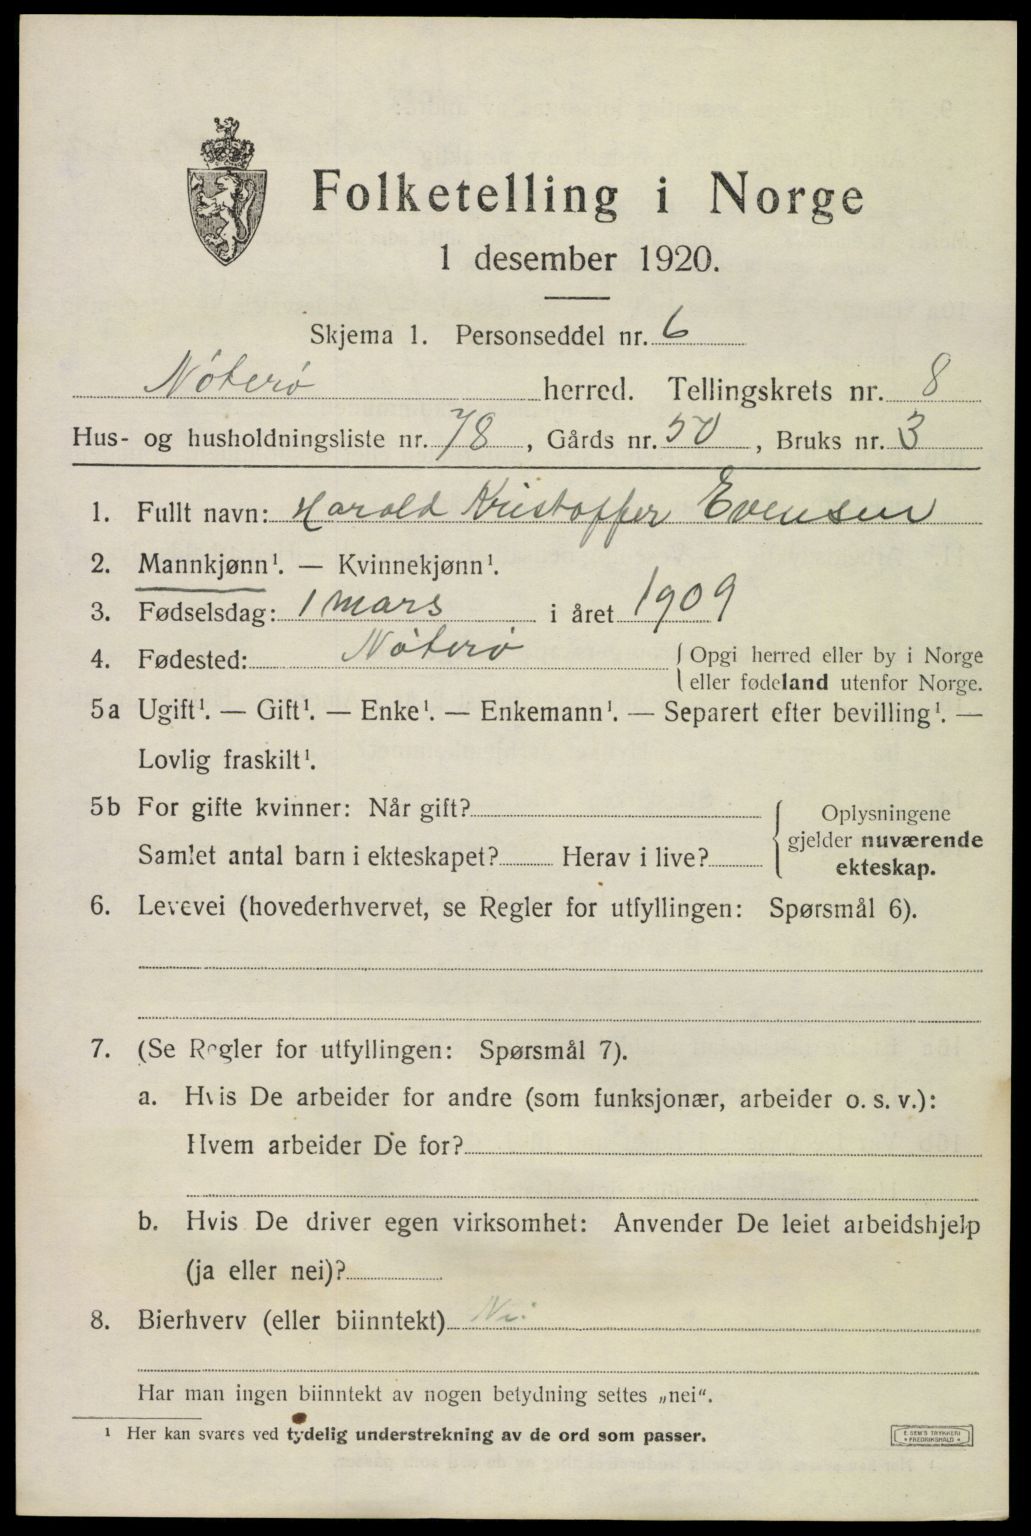 Folketelling i Norge
1 desember 1920.
Skjema 1. Personseddel nr. 6
Nöterö herred. Tellingskrets nr. 8
Hus- og husholdningsliste nr. 78, Gårds nr. 50, Bruks nr. 3
1. Fullt navn: Harald Kristoffer Evensen
2. Mannkjønn¹. — Kvinnekjønn¹.
3. Fødselsdag: 1 mars i året 1909
4. Fødested: Nöterö Opgi herred eller by i Norge
eller fødeland utenfor Norge.
5a Ugift¹. — Gift¹. — Enke¹. — Enkemann¹. — Separert efter bevilling¹. —
Lovlig fraskilt¹.
5b For gifte kvinner: Når gift? Oplysningene
gjelder nuværende
Samlet antal barn i ekteskapet? Herav i live? ekteskap.
6. Levevei (hovederhvervet, se Regler for utfyllingen: Spørsmål 6).
7. (Se Regler for utfyllingen: Spørsmål 7).
a. Hvis De arbeider for andre (som funksjonær, arbeider o. s. v.):
Hvem arbeider De for?
b. Hvis De driver egen virksomhet: Anvender De leiet arbeidshjelp
(ja eller nei)?
8. Bierhverv (eller biinntekt) Nei
Har man ingen biinntekt av nogen betydning settes „nei“.
¹ Her kan svares ved tydelig understrekning av de ord som passer.
E. SEM'S TRYKKERI
FREDRIKSHALD